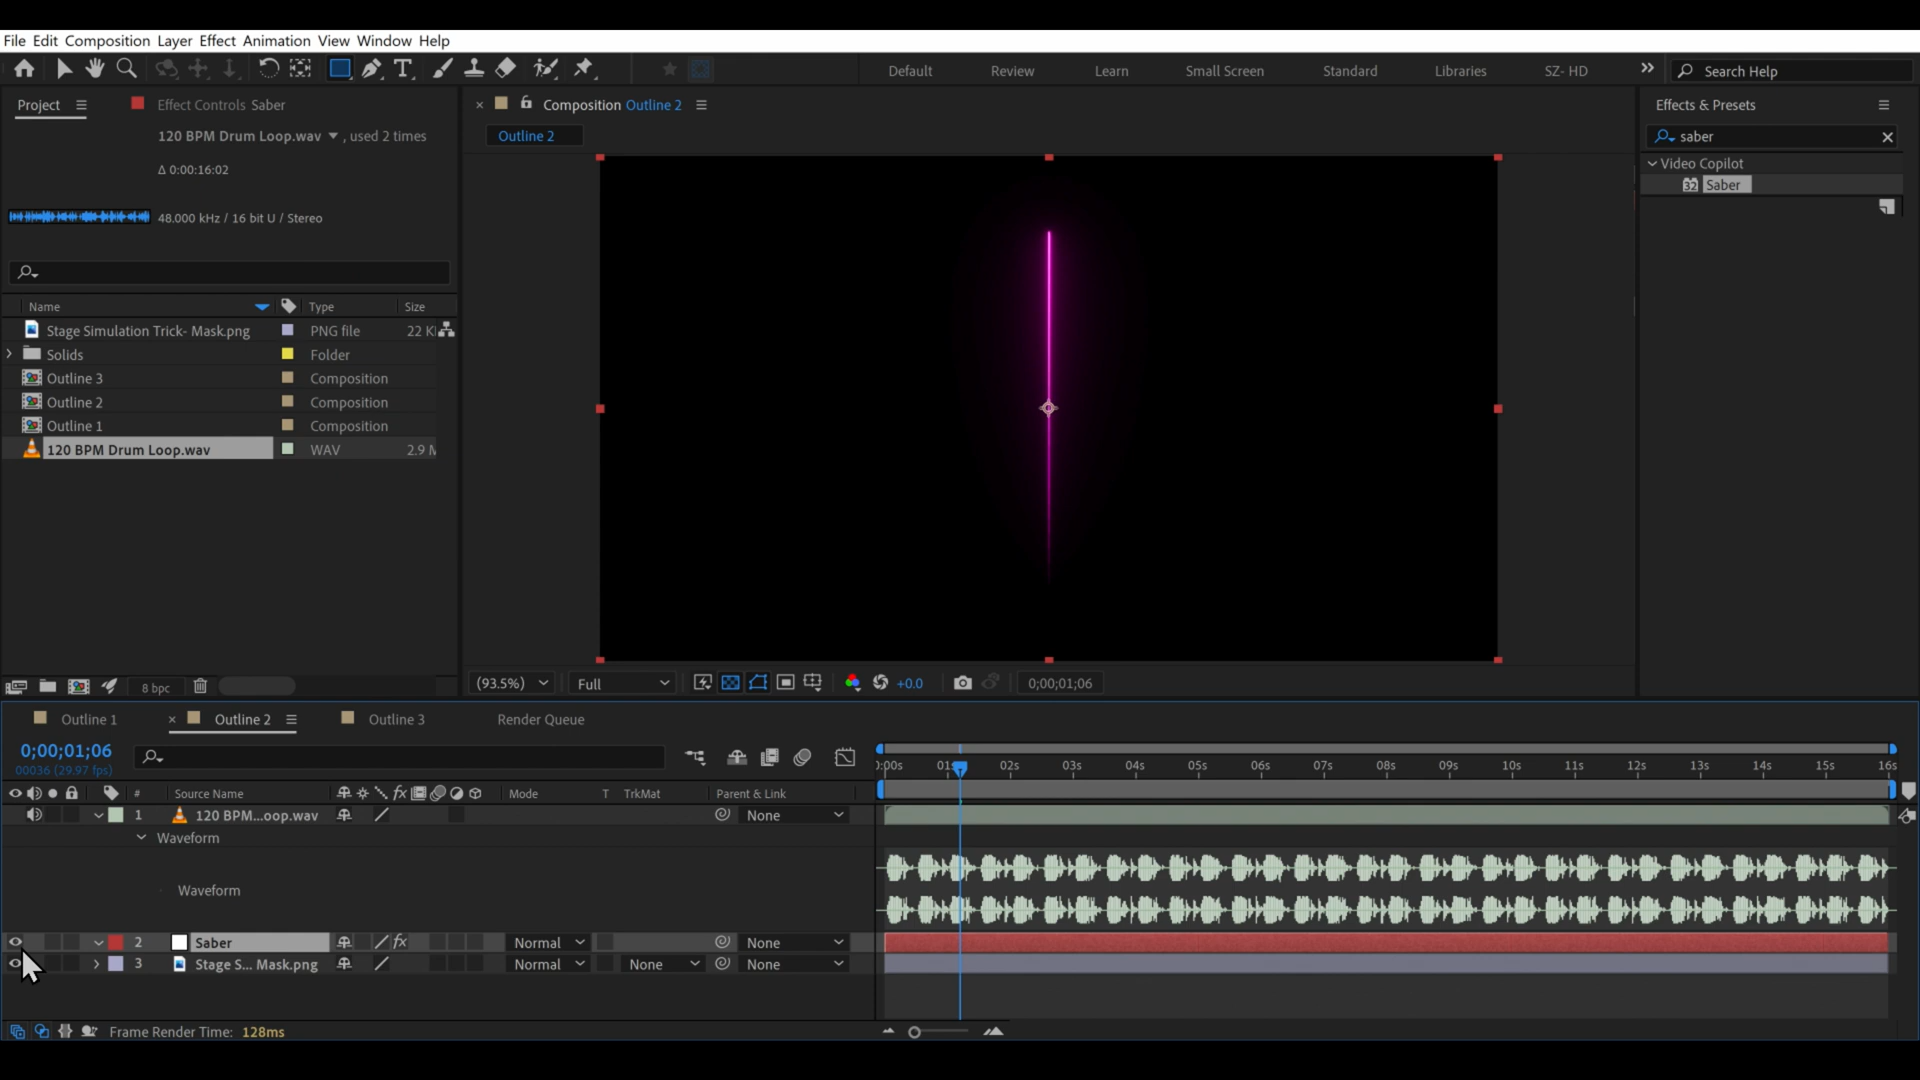 File Edit Composition Layer Effect Animation View Window Help
Default Review Learn Small Screen Standard Libraries SZ- HD Search Help
Project Effect Controls Saber
Composition Outline 2
Effects & Presets
120 BPM Drum Loop.wav , used 2 times
Outline 2
saber
Δ 0:00:16:02
Video Copilot
32 Saber
48.000 kHz / 16 bit U / Stereo
Name Type Size
Stage Simulation Trick- Mask.png PNG file 22 K
Solids Folder
Outline 3 Composition
Outline 2 Composition
Outline 1 Composition
120 BPM Drum Loop.wav WAV 2.9 M
8 bpc
(93.5%) Full +0.0 0;00;01;06
Outline 1 Outline 2 Outline 3 Render Queue
0;00;01;06
00036 (29.97 fps)
):00s 01s 02s 03s 04s 05s 06s 07s 08s 09s 10s 11s 12s 13s 14s 15s 16s
# Source Name fx Mode T TrkMat Parent & Link
1 120 BPM...oop.wav None
Waveform
Waveform
2 Saber fx Normal None
3 Stage S... Mask.png Normal None None
Frame Render Time: 128ms